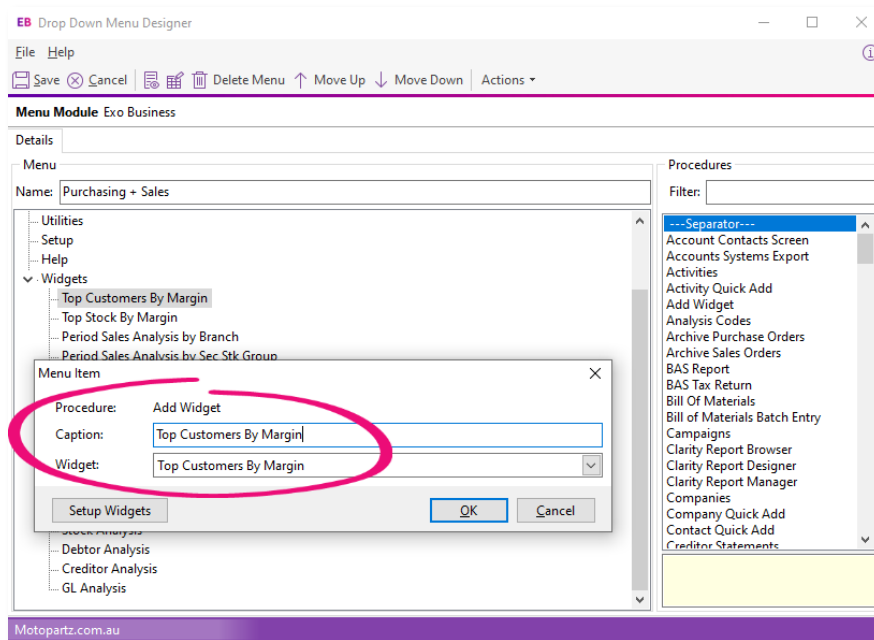 EB Drop Down Menu Designer
File Help
Save Cancel Delete Menu Move Up Move Down Actions
Menu Module Exo Business
Details
Menu
Name: Purchasing + Sales
Utilities
Setup
Help
Widgets
Top Customers By Margin
Top Stock By Margin
Period Sales Analysis by Branch
Period Sales Analysis by Sec Stk Group
Menu Item
Procedure: Add Widget
Caption: Top Customers By Margin
Widget: Top Customers By Margin
Setup Widgets OK Cancel
Stock Analysis
Debtor Analysis
Creditor Analysis
GL Analysis
Procedures
Filter:
---Separator---
Account Contacts Screen
Accounts Systems Export
Activities
Activity Quick Add
Add Widget
Analysis Codes
Archive Purchase Orders
Archive Sales Orders
BAS Report
BAS Tax Return
Bill Of Materials
Bill of Materials Batch Entry
Campaigns
Clarity Report Browser
Clarity Report Designer
Clarity Report Manager
Companies
Company Quick Add
Contact Quick Add
Creditor Statements
Motopartz.com.au